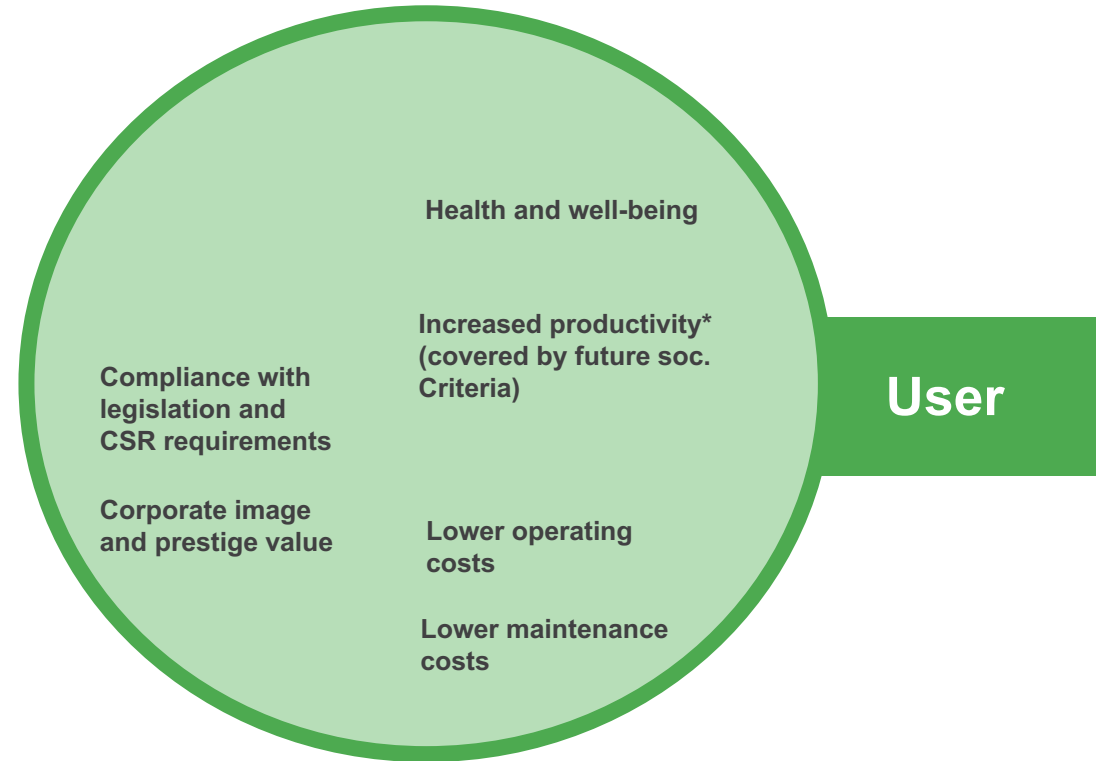 Health and well-being
Increased productivity*
(covered by future soc.
Criteria)
Compliance with
legislation and
CSR requirements
Corporate image
and prestige value
Lower operating
costs
Lower maintenance
costs
User